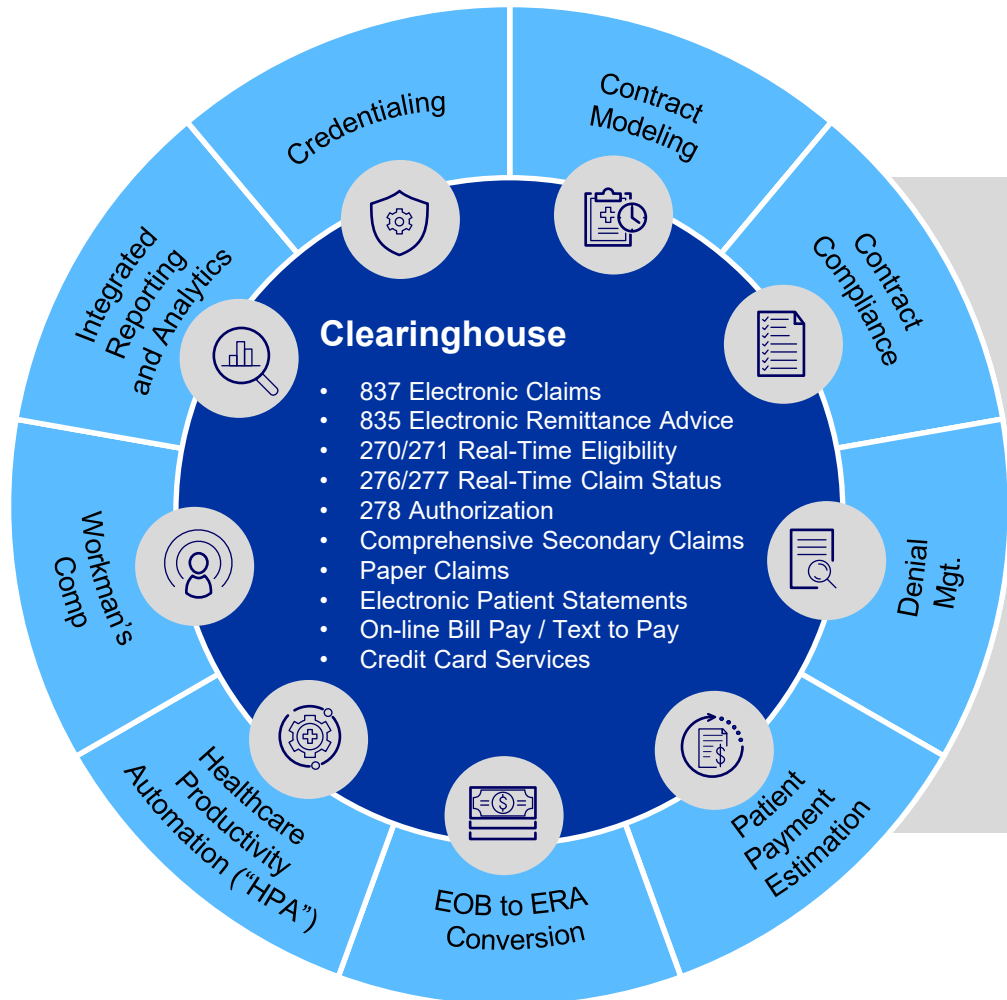 Credentialing
Contract
Modeling
Contract
Compliance
Denial
Mgt.
Patient
Payment
Estimation
EOB to ERA
Conversion
Healthcare
Productivity
Automation (“HPA”)
Workman’s
Comp
Integrated
Reporting
and Analytics
Clearinghouse
• 837 Electronic Claims
• 835 Electronic Remittance Advice
• 270/271 Real-Time Eligibility
• 276/277 Real-Time Claim Status
• 278 Authorization
• Comprehensive Secondary Claims
• Paper Claims
• Electronic Patient Statements
• On-line Bill Pay / Text to Pay
• Credit Card Services
$
=$=